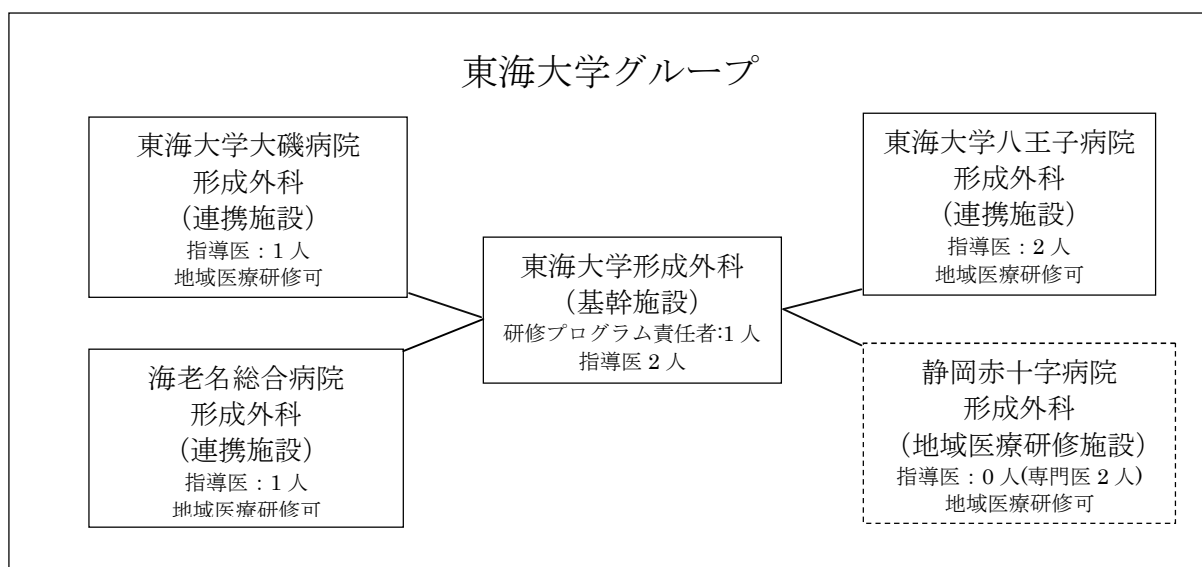 東海大学グループ
東海大学大磯病院
形成外科
（連携施設）
指導医：1 人
地域医療研修可
東海大学八王子病院
形成外科
（連携施設）
指導医：2 人
地域医療研修可
東海大学形成外科
（基幹施設）
研修プログラム責任者:1 人
指導医 2 人
海老名総合病院
形成外科
（連携施設）
指導医：1 人
地域医療研修可
静岡赤十字病院
形成外科
（地域医療研修施設）
指導医：0 人(専門医 2 人)
地域医療研修可